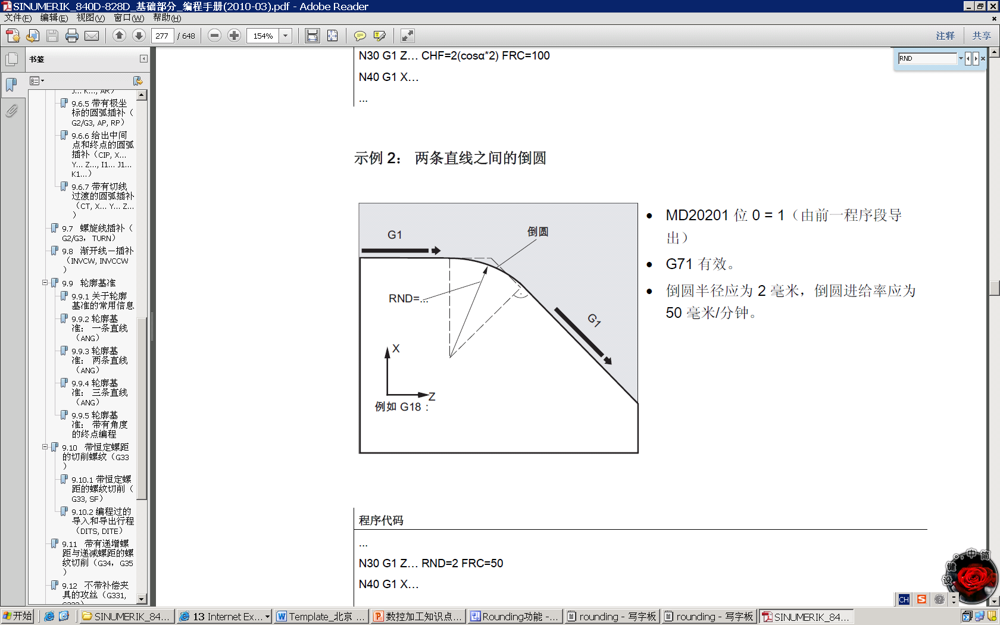 SINUMERIK_840D-828D_基础部分_编程手册(2010-03).pdf - Adobe Reader
文件(F) 编辑(E) 视图(V) 窗口(W) 帮助(H)
277 / 648 154% 注释 共享
书签
RND
J... K..., AR）
9.6.5 带有极坐
标的圆弧插补（
G2/G3, AP, RP）
9.6.6 给出中间
点和终点的圆弧
插补（CIP, X...
Y... Z..., I1... J1...
K1...）
9.6.7 带有切线
过渡的圆弧插补
（CT, X... Y... Z...
）
9.7 螺旋线插补（
G2/G3，TURN）
9.8 渐开线－插补
（INVCW, INVCCW
）
9.9 轮廓基准
9.9.1 关于轮廓
基准的常用信息
9.9.2 轮廓基
准： 一条直线
（ANG）
9.9.3 轮廓基
准： 两条直线
（ANG）
9.9.4 轮廓基
准： 三条直线
（ANG）
9.9.5 轮廓基
准： 带有角度
的终点编程
9.10 带恒定螺距
的切削螺纹（G33
）
9.10.1 带恒定螺
距的螺纹切削（
G33, SF）
9.10.2 编程过的
导入和导出行程
（DITS, DITE）
9.11 带有递增螺
距与递减螺距的螺
纹切削（G34，G35
）
9.12 不带补偿夹
具的攻丝（G331,
N30 G1 Z… CHF=2(cosα*2) FRC=100
N40 G1 X…
...
示例 2： 两条直线之间的倒圆
G1
倒圆
RND=...
G1
X
Z
例如 G18：
• MD20201 位 0 = 1（由前一程序段导
出）
• G71 有效。
• 倒圆半径应为 2 毫米，倒圆进给率应为
50 毫米/分钟。
程序代码
...
N30 G1 Z… RND=2 FRC=50
N40 G1 X…
键 中 简
设
CH S ?
开始 SINUMERIK_84... 13 Internet Ex... Template_北京 ... 数控加工知识点... Rounding功能 -... rounding - 写字板 rounding - 写字板 SINUMERIK_84...